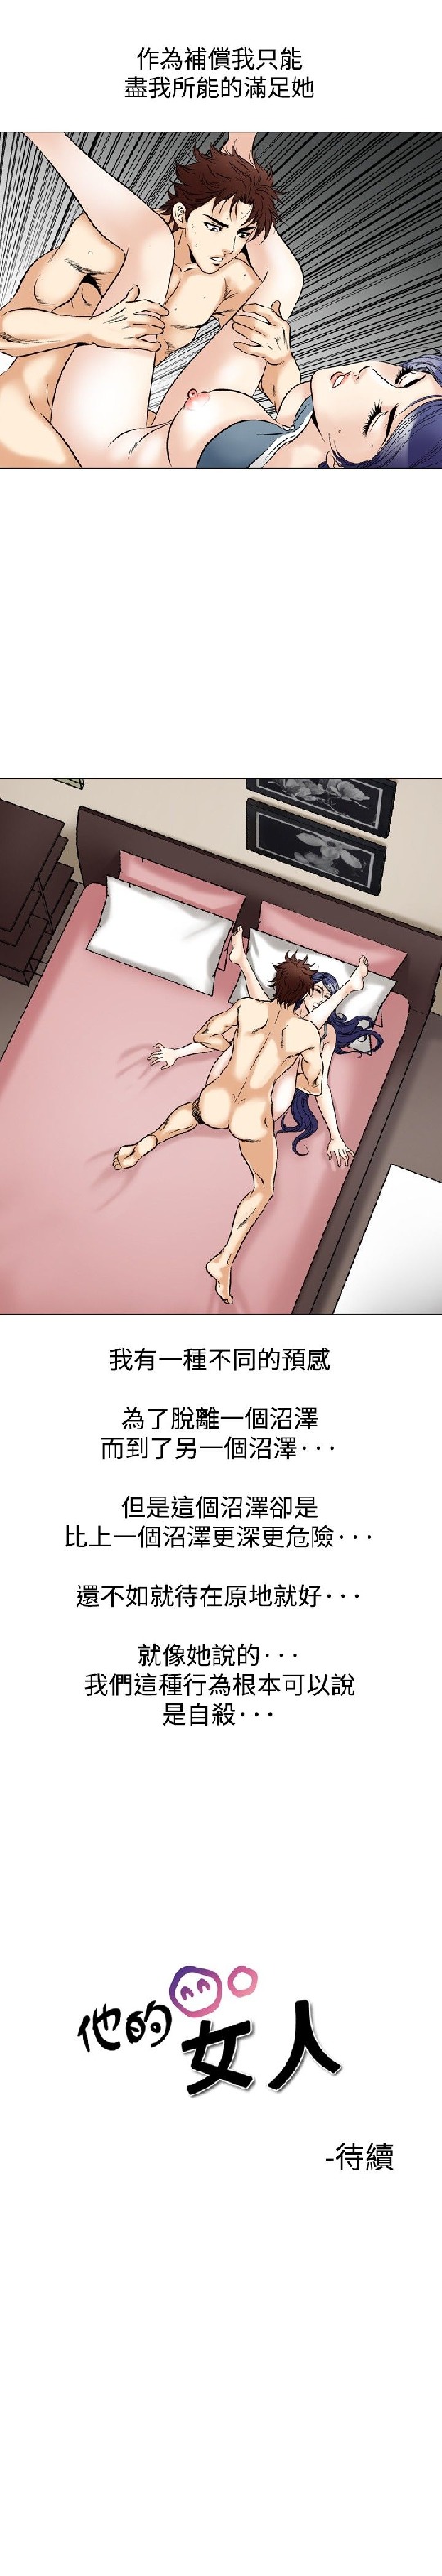 作為補償我只能
盡我所能的滿足她
我有一種不同的預感
為了脫離一個沼澤
而到了另一個沼澤···
但是這個沼澤卻是
比上一個沼澤更深更危險···
還不如就待在原地就好···
就像她說的···
我們這種行為根本可以說
是自殺···
他的女人
-待續